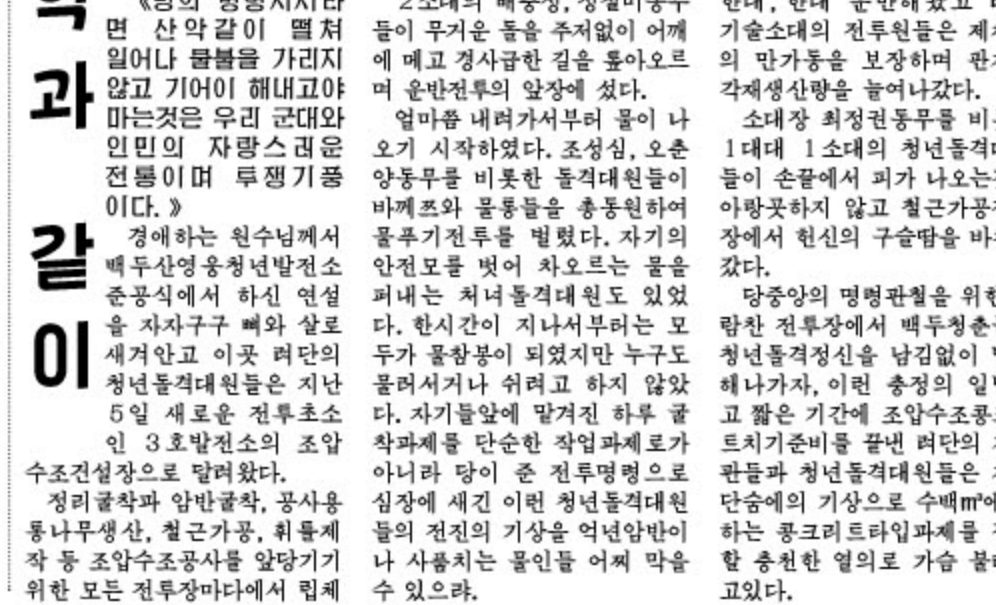 과
같
이
면 산악같이 떨쳐
일어나 물불을 가리지
않고 기어이 해내고야
마는것은 우리 군대와
인민의 자랑스러운
전통이며 투쟁기풍
이다. 》
경애하는 원수님께서
백두산영웅청년발전소
준공식에서 하신 연설
을 자자구구 뼈와 살로
새겨안고 이곳 려단의
청년돌격대원들은 지난
5일 새로운 전투초소
인 3호발전소의 조압
수조건설장으로 달려왔다.
정리굴착과 암반굴착, 공사용
통나무생산, 철근가공, 휘틀제
작 등 조압수조공사를 앞당기기
위한 모든 전투장마다에서 립체
들이 무거운 돌을 주저없이 어깨
에 메고 경사급한 길을 톺아오르
며 운반전투의 앞장에 섰다.
얼마쯤 내려가서부터 물이 나
오기 시작하였다. 조성심, 오춘
양동무를 비롯한 돌격대원들이
바께쯔와 물통들을 총동원하여
물푸기전투를 벌렸다. 자기의
안전모를 벗어 차오르는 물을
퍼내는 처녀돌격대원도 있었
다. 한시간이 지나서부터는 모
두가 물참봉이 되였지만 누구도
물러서거나 쉬려고 하지 않았
다. 자기들앞에 맡겨진 하루 굴
착과제를 단순한 작업과제로가
아니라 당이 준 전투명령으로
심장에 새긴 이런 청년돌격대원
들의 전진의 기상을 억년암반이
나 사품치는 물인들 어찌 막을
수 있으랴.
기술소대의 전투원들은
의 만가동을 보장하며
각재생산량을 늘여나갔다.
소대장 최정권동무를
1대대 1소대의 청년돌격대
들이 손끝에서 피가 나오는
아랑곳하지 않고 철근가공
장에서 헌신의 구슬땀을
갔다.
당중앙의 명령관철을 위한
람찬 전투장에서 백두청춘
청년돌격정신을 남김없이
해나가자, 이런 충정의
고 짧은 기간에 조압수조콩
트치기준비를 끝낸 려단의
관들과 청년돌격대원들은
단숨에의 기상으로 수백㎥에
하는 콩크리트타입과제를
할 충천한 열의로 가슴
고있다.